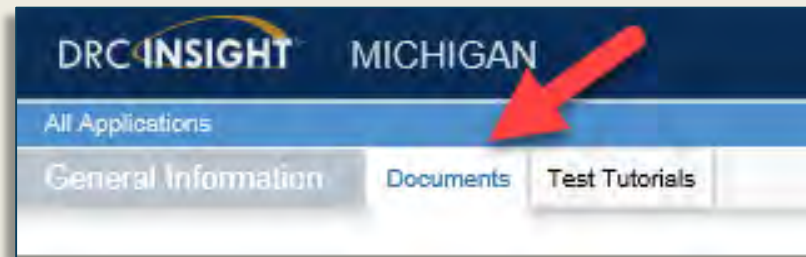 DRC INSIGHT MICHIGAN
All Applications
General Information Documents Test Tutorials